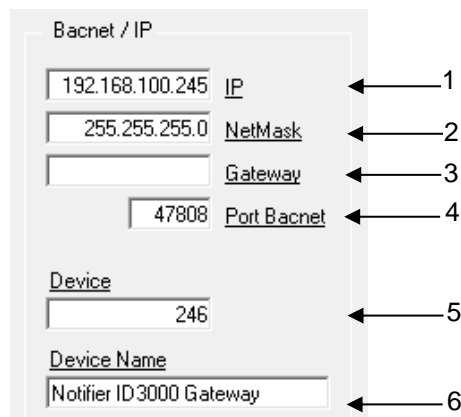 Bacnet / IP
192.168.100.245 IP 1
255.255.255.0 NetMask 2
Gateway 3
47808 Port Bacnet 4
Device
246 5
Device Name
Notifier ID3000 Gateway 6